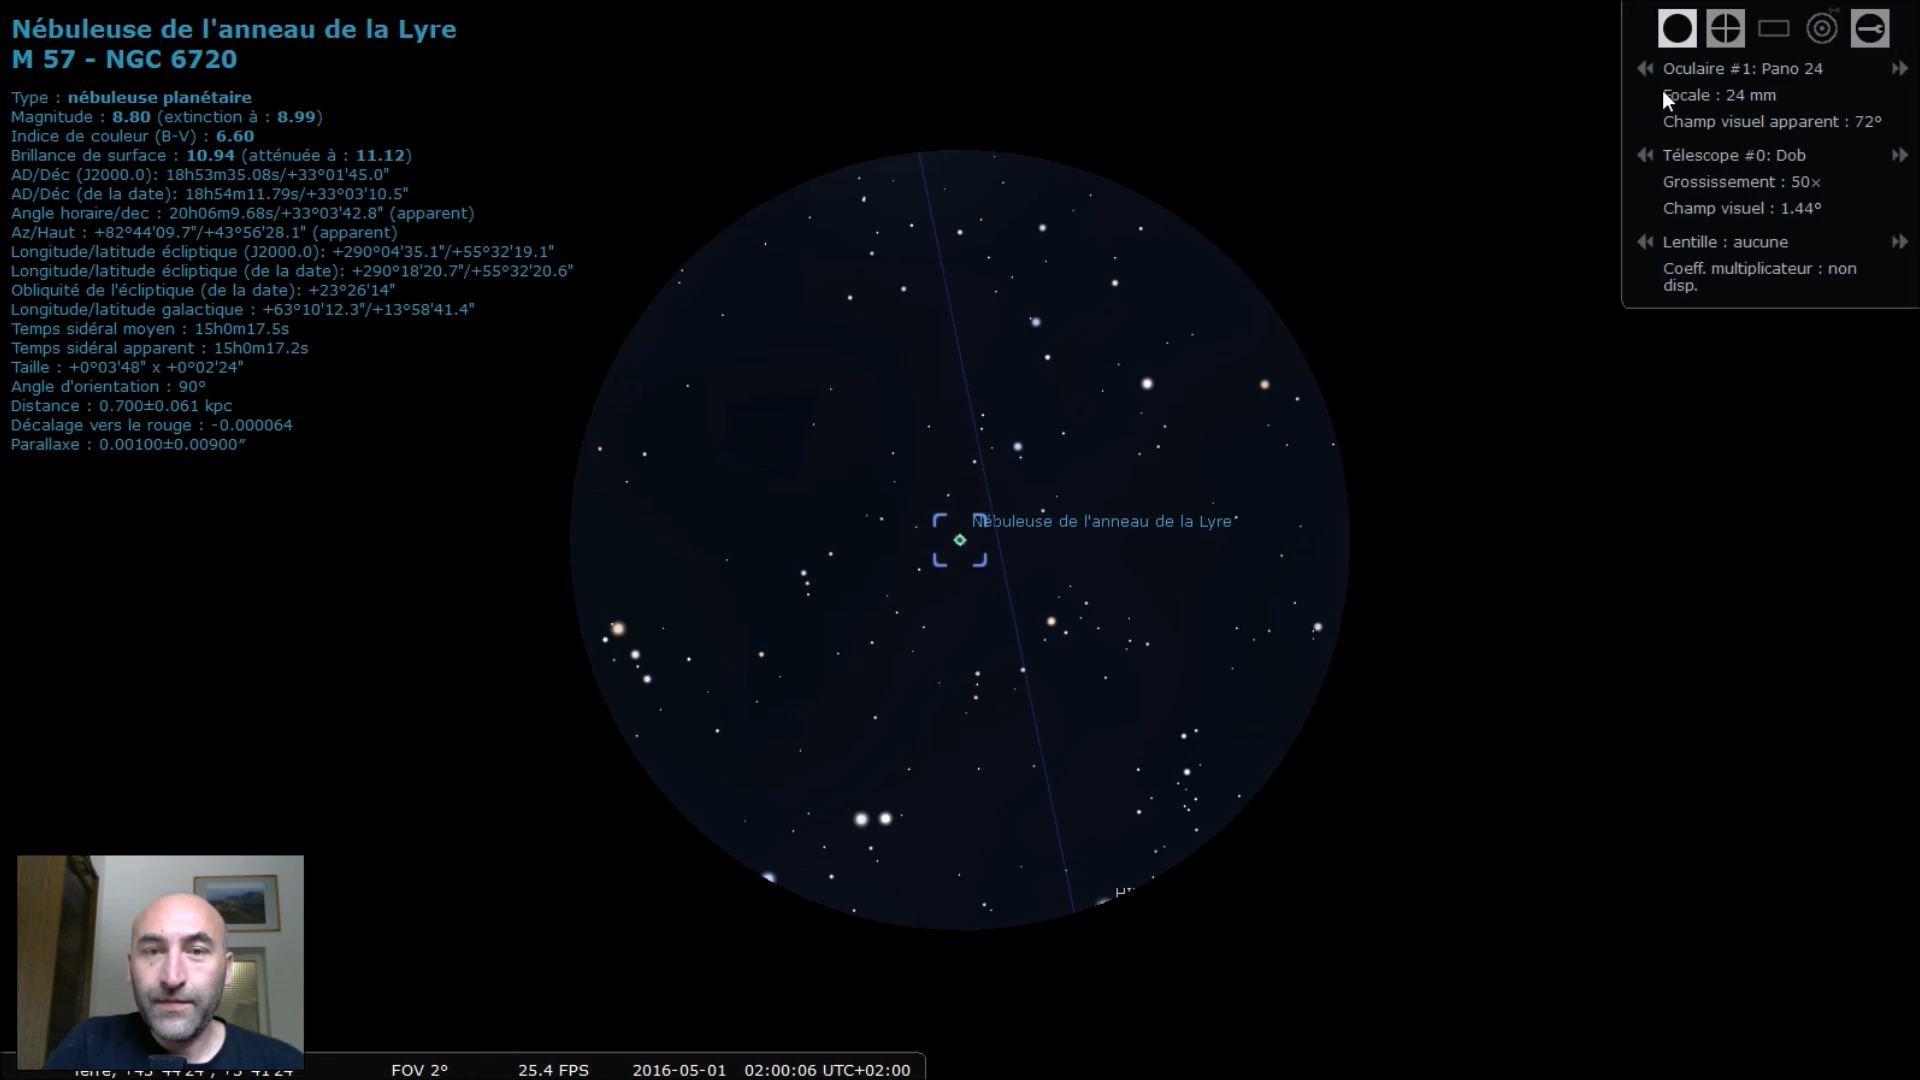 Nébuleuse de l'anneau de la Lyre
M 57 - NGC 6720
Type : nébuleuse planétaire
Magnitude : 8.80 (extinction à : 8.99)
Indice de couleur (B-V) : 6.60
Brillance de surface : 10.94 (atténuée à : 11.12)
AD/Déc (J2000.0): 18h53m35.08s/+33°01'45.0"
AD/Déc (de la date): 18h54m11.79s/+33°03'10.5"
Angle horaire/dec : 20h06m9.68s/+33°03'42.8" (apparent)
Az/Haut : +82°44'09.7"/+43°56'28.1" (apparent)
Longitude/latitude écliptique (J2000.0): +290°04'35.1"/+55°32'19.1"
Longitude/latitude écliptique (de la date): +290°18'20.7"/+55°32'20.6"
Obliquité de l'écliptique (de la date): +23°26'14"
Longitude/latitude galactique : +63°10'12.3"/+13°58'41.4"
Temps sidéral moyen : 15h0m17.5s
Temps sidéral apparent : 15h0m17.2s
Taille : +0°03'48" x +0°02'24"
Angle d'orientation : 90°
Distance : 0.700±0.061 kpc
Décalage vers le rouge : -0.000064
Parallaxe : 0.00100±0.00900″
Oculaire #1: Pano 24
Focale : 24 mm
Champ visuel apparent : 72°
Télescope #0: Dob
Grossissement : 50×
Champ visuel : 1.44°
Lentille : aucune
Coeff. multiplicateur : non
disp.
Nébuleuse de l'anneau de la Lyre
Terre,
FOV 2°
25.4 FPS
2016-05-01
02:00:06 UTC+02:00